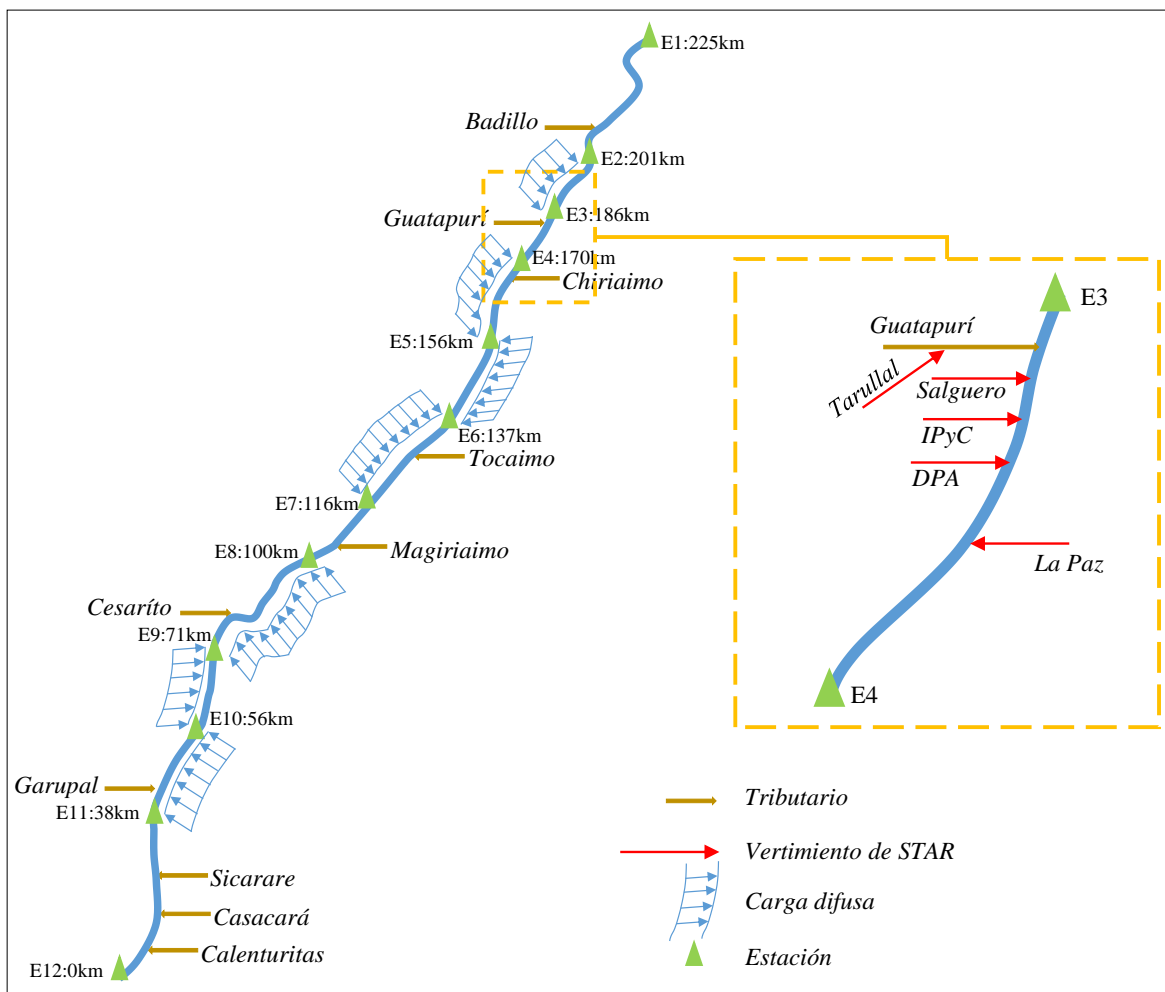 E1:225km
Badillo
E2:201km
E3:186km
Guatapurí
E4:170km
Chiriaimo
E5:156km
E6:137km
Tocaimo
E7:116km
Magiriaimo
E8:100km
Cesaríto
E9:71km
E10:56km
Garupal
E11:38km
Sicarare
Casacará
Calenturitas
E12:0km
E3
Guatapurí
Tarullal
Salguero
IPyC
DPA
La Paz
E4
Tributario
Vertimiento de STAR
Carga difusa
Estación